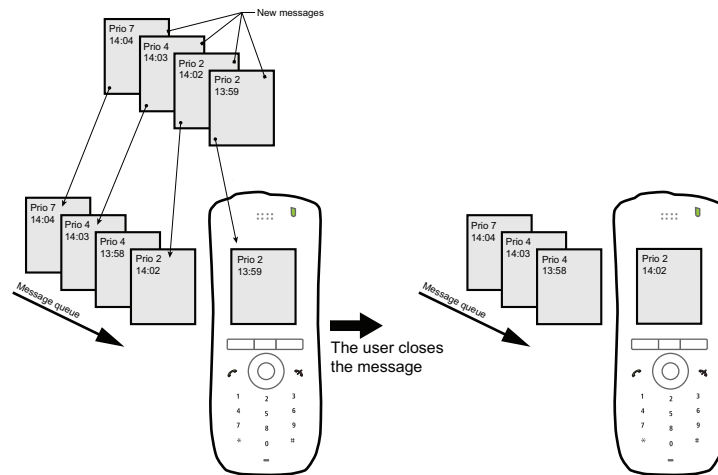 New messages
Prio 7
14:04
Prio 4
14:03
Prio 2
14:02
Prio 2
13:59
Prio 7
14:04
Prio 4
14:03
Prio 4
13:58
Prio 2
14:02
Message queue
Prio 2
13:59
1 2 3
4 5 6
7 8 9
* 0 #
The user closes
the message
Prio 7
14:04
Prio 4
14:03
Prio 4
13:58
Message queue
Prio 2
14:02
1 2 3
4 5 6
7 8 9
* 0 #